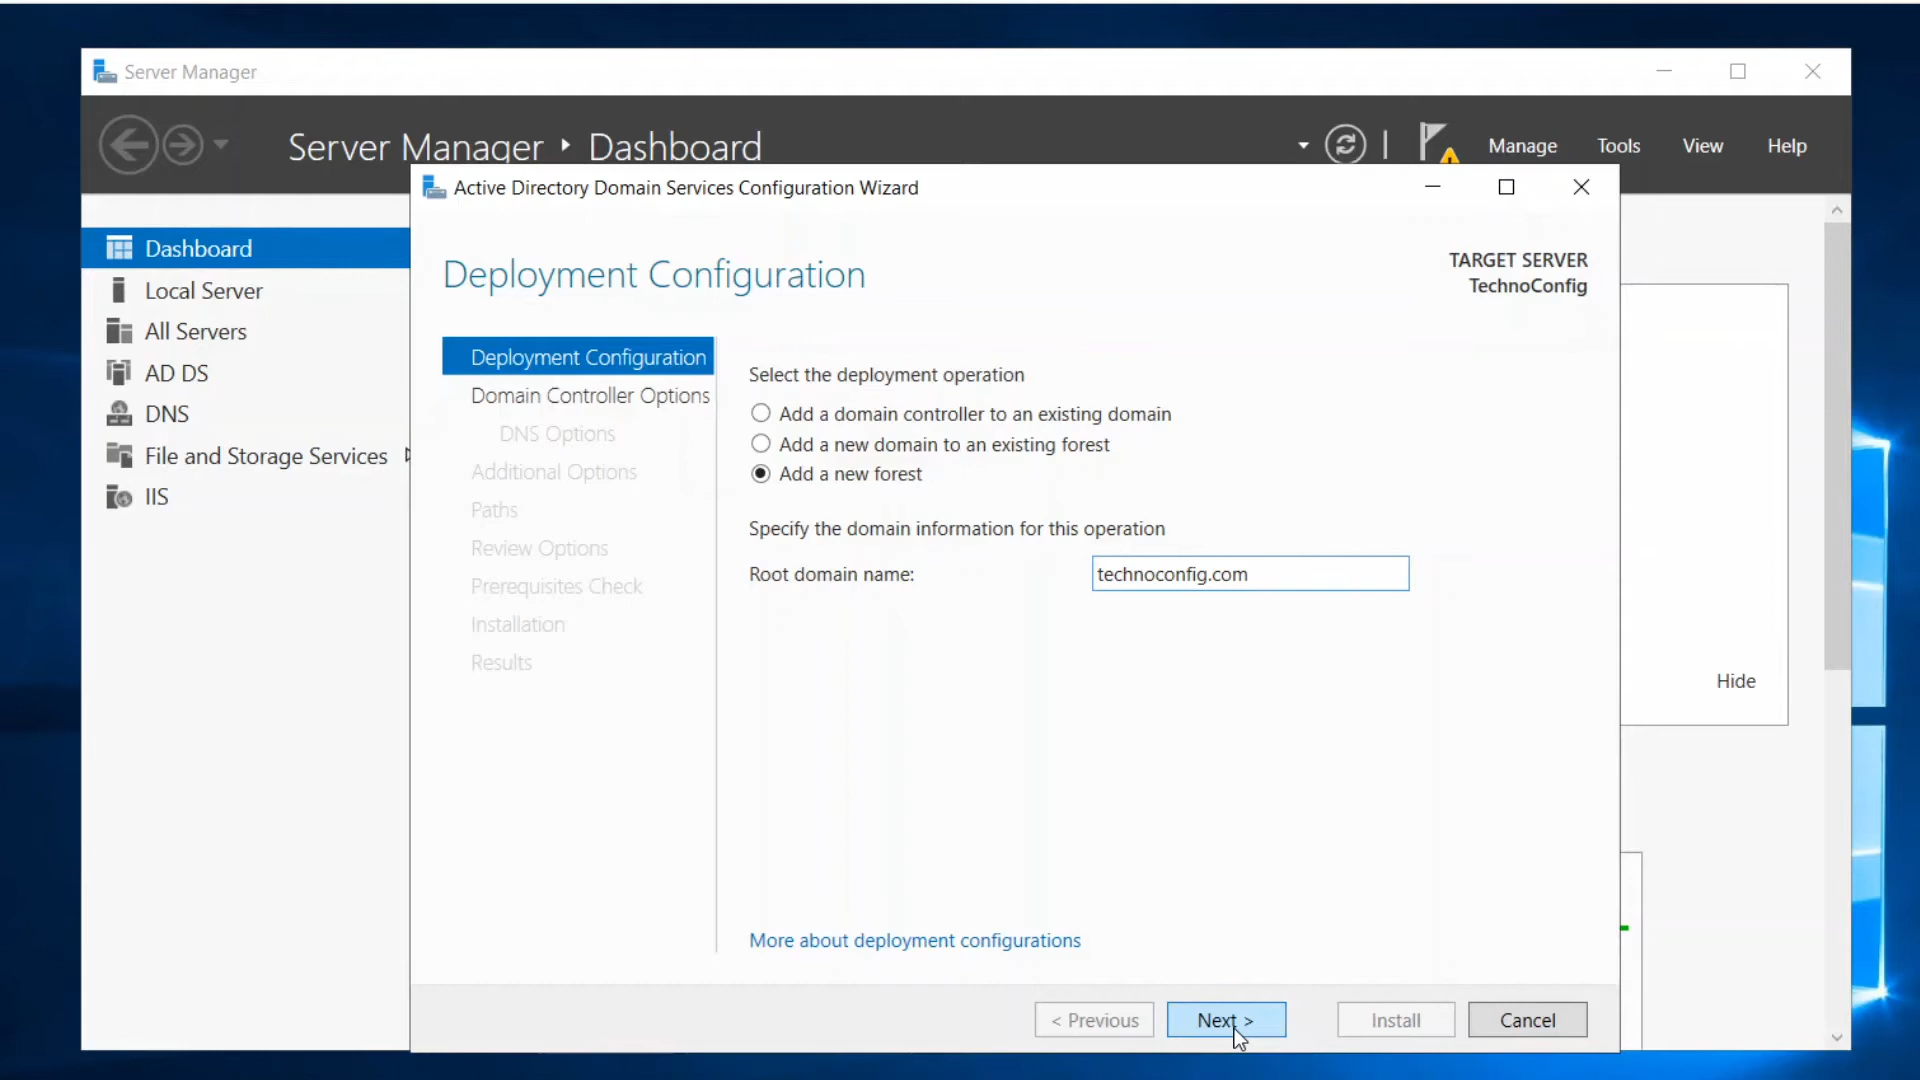 Server Manager
Server Manager ‣ Dashboard
Manage
Tools
View
Help
Active Directory Domain Services Configuration Wizard
Dashboard
Local Server
All Servers
AD DS
DNS
File and Storage Services
IIS
Deployment Configuration
TARGET SERVER
TechnoConfig
Deployment Configuration
Domain Controller Options
DNS Options
Additional Options
Paths
Review Options
Prerequisites Check
Installation
Results
Select the deployment operation
Add a domain controller to an existing domain
Add a new domain to an existing forest
Add a new forest
Specify the domain information for this operation
Root domain name:
technoconfig.com
Hide
More about deployment configurations
< Previous
Next >
Install
Cancel